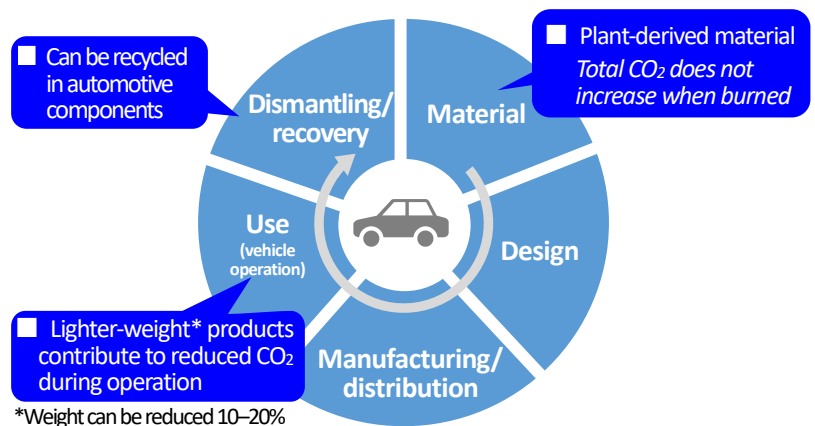 ■ Can be recycled
in automotive
components
■ Plant-derived material
Total CO₂ does not
increase when burned
Dismantling/
recovery
Material
Use
(vehicle
operation)
Design
■ Lighter-weight* products
contribute to reduced CO₂
during operation
Manufacturing/
distribution
*Weight can be reduced 10–20%